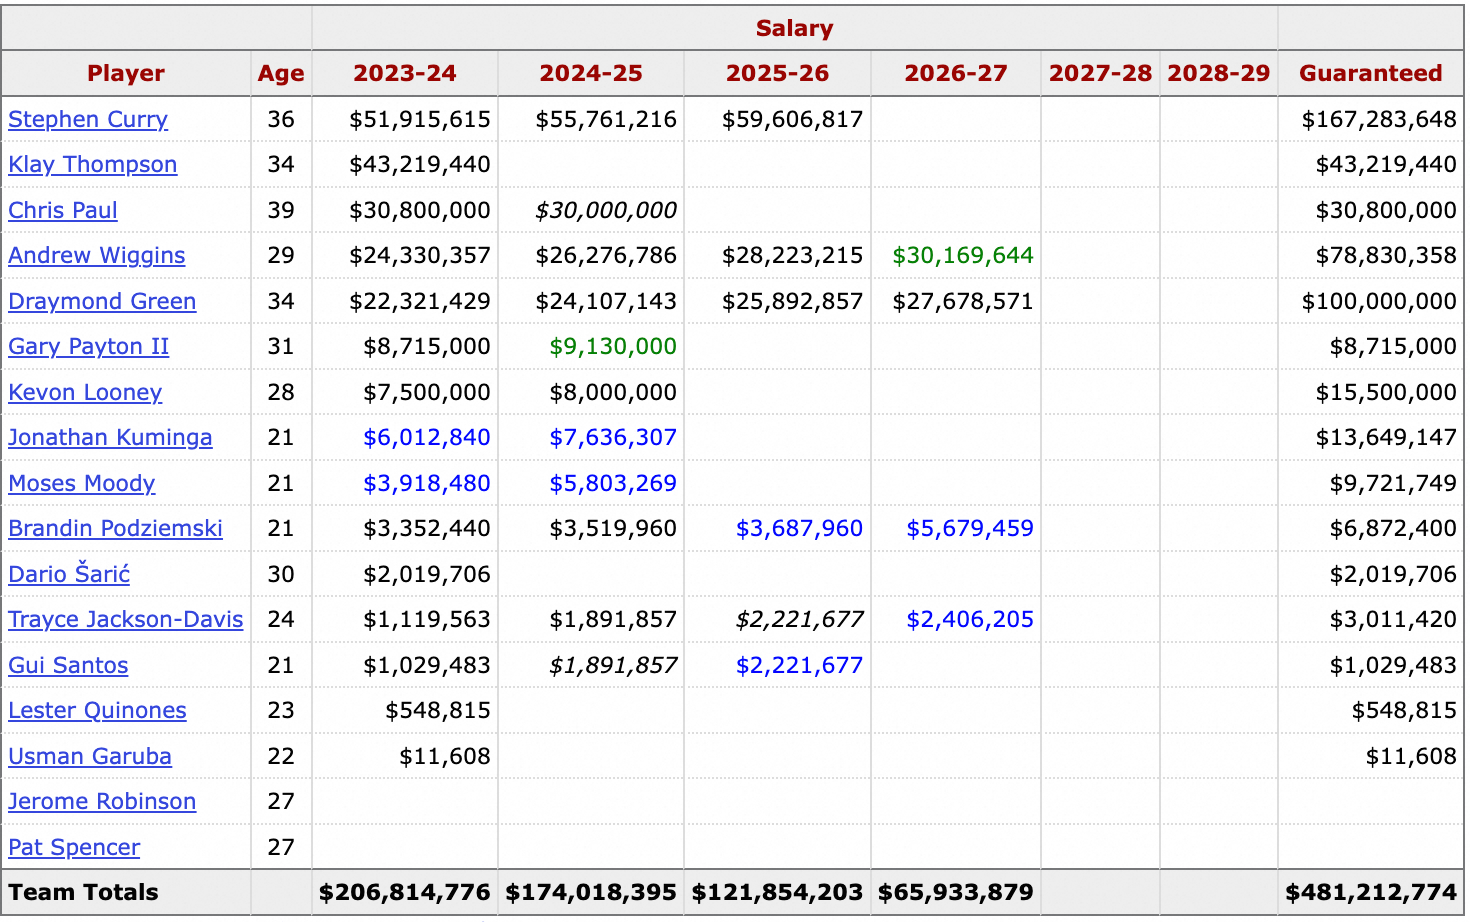 Salary
Player Age 2023-24 2024-25 2025-26 2026-27 2027-28 2028-29 Guaranteed
Stephen Curry 36 $51,915,615 $55,761,216 $59,606,817 $167,283,648
Klay Thompson 34 $43,219,440 $43,219,440
Chris Paul 39 $30,800,000 $30,000,000 $30,800,000
Andrew Wiggins 29 $24,330,357 $26,276,786 $28,223,215 $30,169,644 $78,830,358
Draymond Green 34 $22,321,429 $24,107,143 $25,892,857 $27,678,571 $100,000,000
Gary Payton II 31 $8,715,000 $9,130,000 $8,715,000
Kevon Looney 28 $7,500,000 $8,000,000 $15,500,000
Jonathan Kuminga 21 $6,012,840 $7,636,307 $13,649,147
Moses Moody 21 $3,918,480 $5,803,269 $9,721,749
Brandin Podziemski 21 $3,352,440 $3,519,960 $3,687,960 $5,679,459 $6,872,400
Dario Šarić 30 $2,019,706 $2,019,706
Trayce Jackson-Davis 24 $1,119,563 $1,891,857 $2,221,677 $2,406,205 $3,011,420
Gui Santos 21 $1,029,483 $1,891,857 $2,221,677 $1,029,483
Lester Quinones 23 $548,815 $548,815
Usman Garuba 22 $11,608 $11,608
Jerome Robinson 27
Pat Spencer 27
Team Totals $206,814,776 $174,018,395 $121,854,203 $65,933,879 $481,212,774